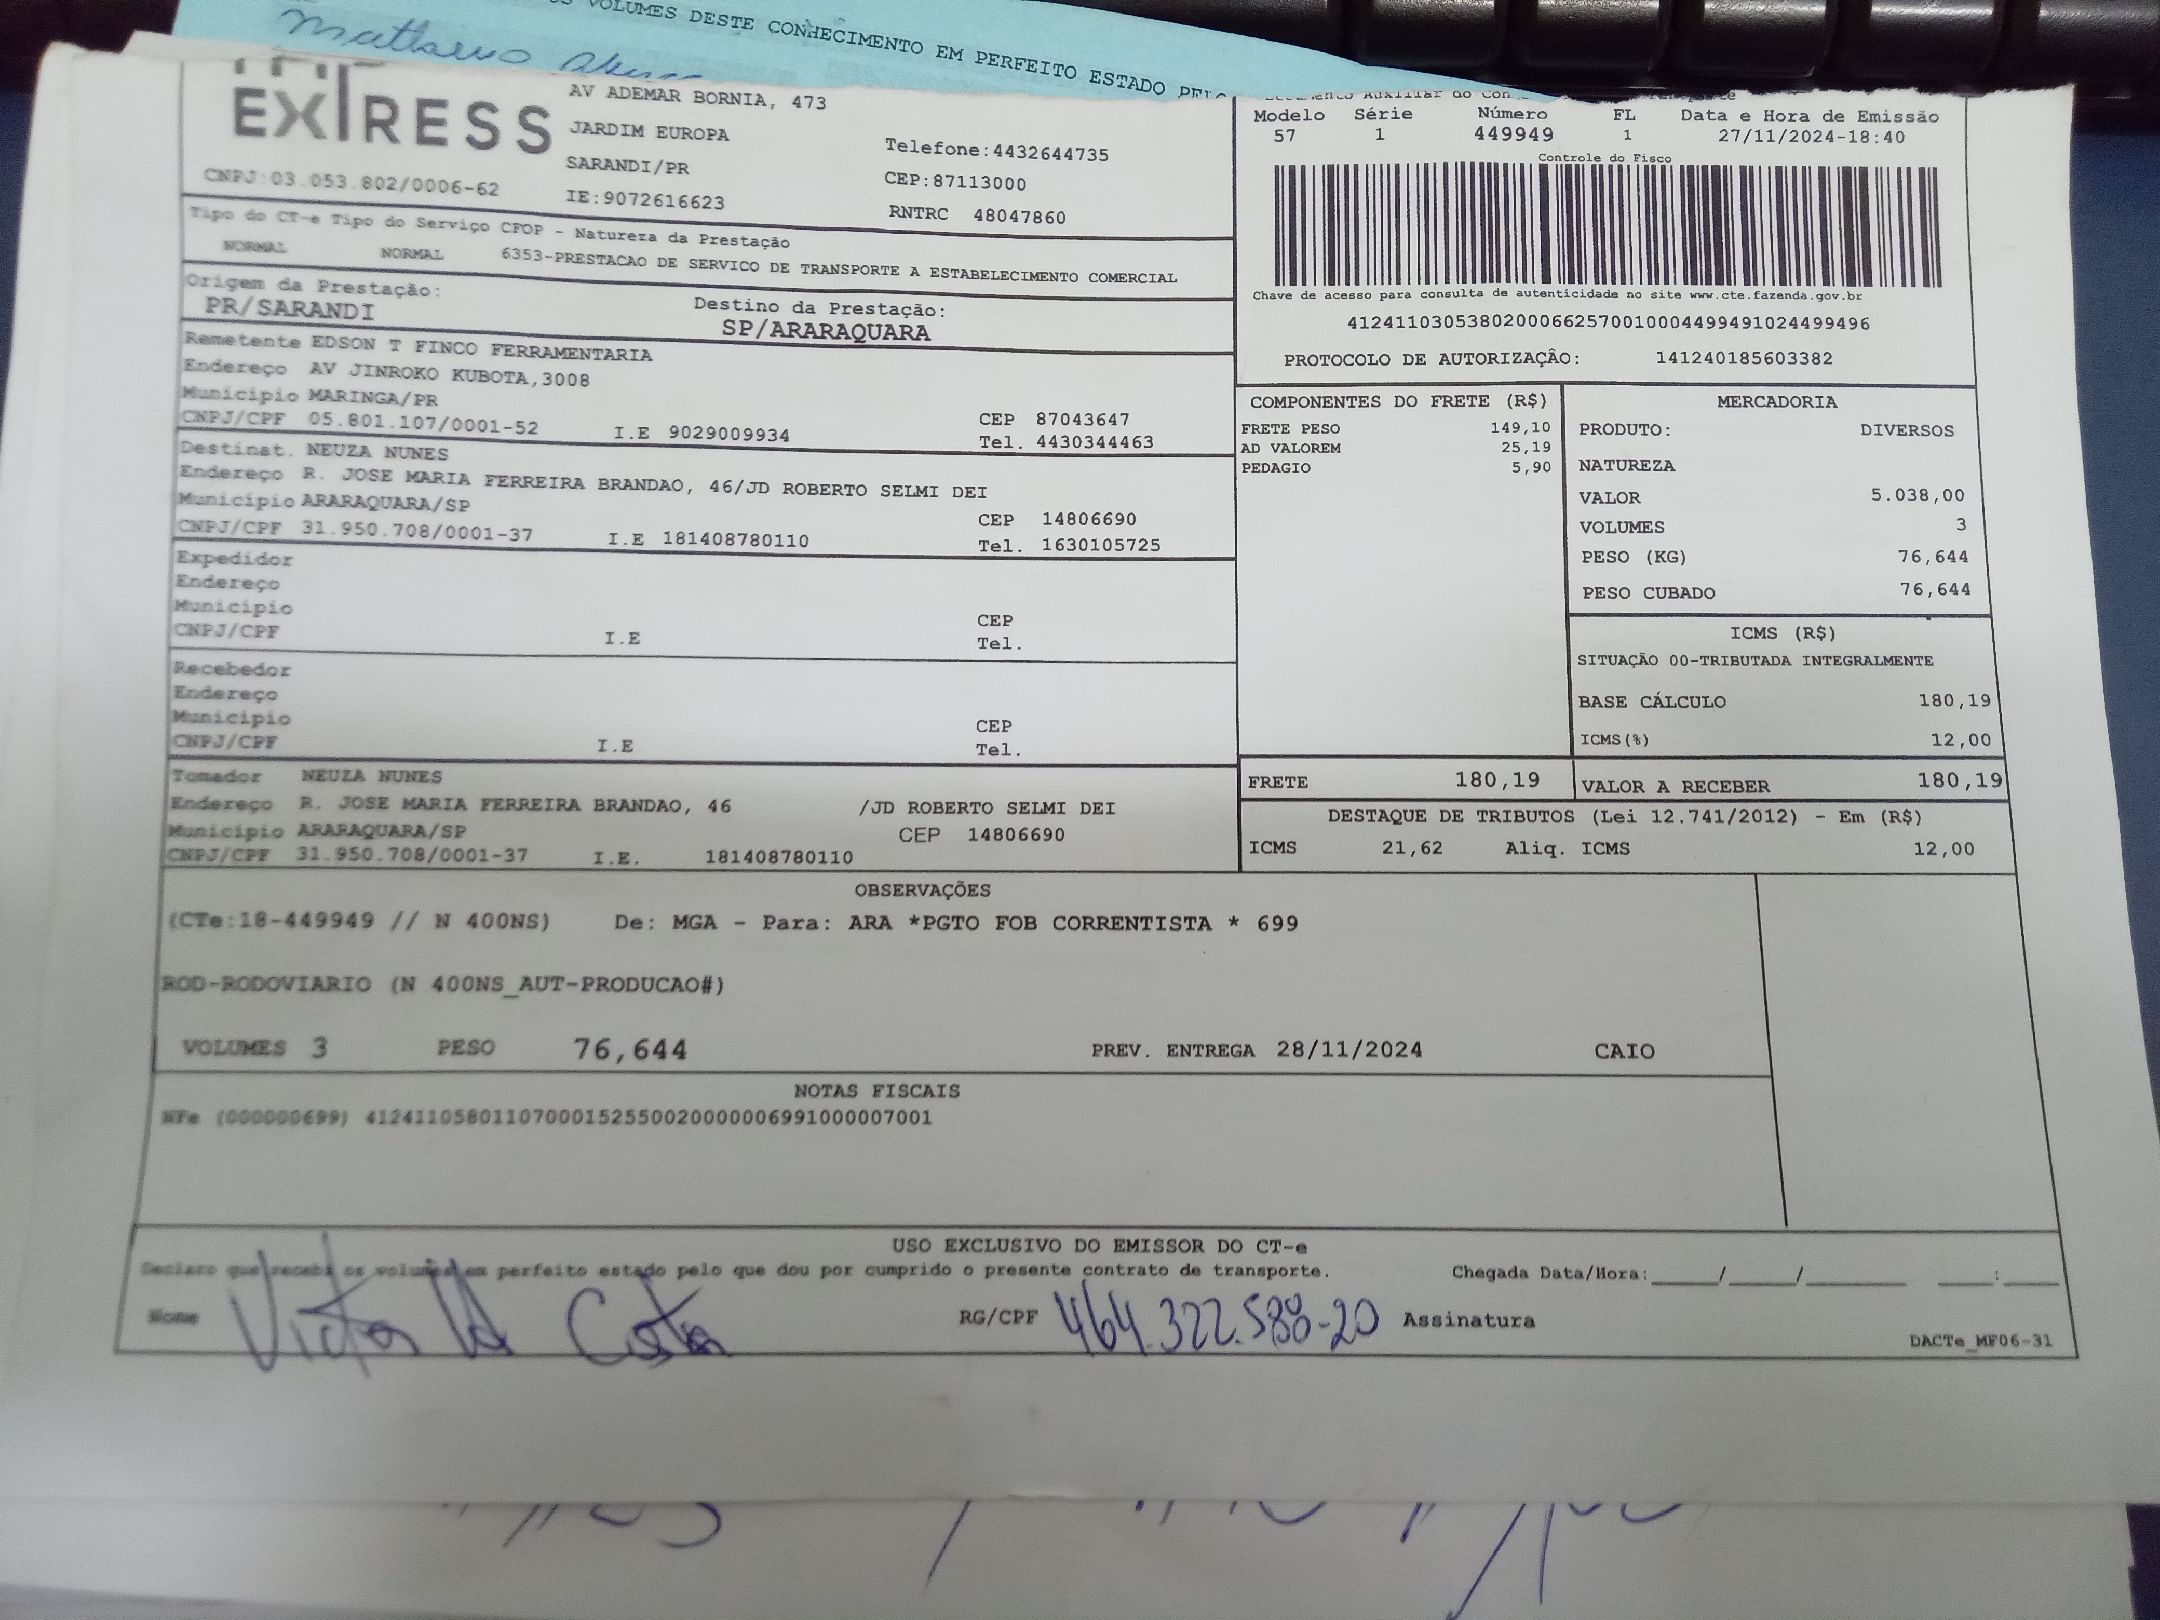 VOLUMES DESTE CONHECIMENTO EM PERFEITO ESTADO PELO
EXPRESS
AV ADEMAR BORNIA, 473
JARDIM EUROPA
SARANDI/PR
IE:9072616623
Telefone:4432644735
CEP:87113000
RNTRC 48047860
CNPJ:03.053.802/0006-62
Modelo Série Número FL Data e Hora de Emissão
57 1 449949 1 27/11/2024-18:40
Controle do Fisco
Chave de acesso para consulta de autenticidade no site www.cte.fazenda.gov.br
41241103053802000662570010004499491024499496
PROTOCOLO DE AUTORIZAÇÃO: 141240185603382
Tipo do CT-e Tipo do Serviço CFOP - Natureza da Prestação
NORMAL NORMAL 6353-PRESTACAO DE SERVICO DE TRANSPORTE A ESTABELECIMENTO COMERCIAL
Origem da Prestação: Destino da Prestação:
PR/SARANDI SP/ARARAQUARA
Remetente EDSON T FINCO FERRAMENTARIA
Endereço AV JINROKO KUBOTA,3008
Município MARINGA/PR CEP 87043647
CNPJ/CPF 05.801.107/0001-52 I.E 9029009934 Tel. 4430344463
Destinat. NEUZA NUNES
Endereço R. JOSE MARIA FERREIRA BRANDAO, 46/JD ROBERTO SELMI DEI
Município ARARAQUARA/SP CEP 14806690
CNPJ/CPF 31.950.708/0001-37 I.E 181408780110 Tel. 1630105725
Expedidor
Endereço
Município CEP
CNPJ/CPF I.E Tel.
Recebedor
Endereço
Município CEP
CNPJ/CPF I.E Tel.
Tomador NEUZA NUNES
Endereço R. JOSE MARIA FERREIRA BRANDAO, 46 /JD ROBERTO SELMI DEI
Município ARARAQUARA/SP CEP 14806690
CNPJ/CPF 31.950.708/0001-37 I.E. 181408780110
COMPONENTES DO FRETE (R$)
FRETE PESO 149,10
AD VALOREM 25,19
PEDAGIO 5,90
MERCADORIA
PRODUTO: DIVERSOS
NATUREZA
VALOR 5.038,00
VOLUMES 3
PESO (KG) 76,644
PESO CUBADO 76,644
ICMS (R$)
SITUAÇÃO 00-TRIBUTADA INTEGRALMENTE
BASE CÁLCULO 180,19
ICMS(%) 12,00
FRETE 180,19 VALOR A RECEBER 180,19
DESTAQUE DE TRIBUTOS (Lei 12.741/2012) - Em (R$)
ICMS 21,62 Aliq. ICMS 12,00
OBSERVAÇÕES
(CTe:18-449949 // N 400NS) De: MGA - Para: ARA *PGTO FOB CORRENTISTA * 699
ROD-RODOVIARIO (N 400NS_AUT-PRODUCAO#)
VOLUMES 3 PESO 76,644 PREV. ENTREGA 28/11/2024 CAIO
NOTAS FISCAIS
NFe (000000699) 41241105801107000152550020000006991000007001
USO EXCLUSIVO DO EMISSOR DO CT-e
Declaro que recebi os volumes em perfeito estado pelo que dou por cumprido o presente contrato de transporte. Chegada Data/Hora:____/____/______ ___:___
Nome Victor da Costa RG/CPF 464.322.588-20 Assinatura
DACTe_MF06-31